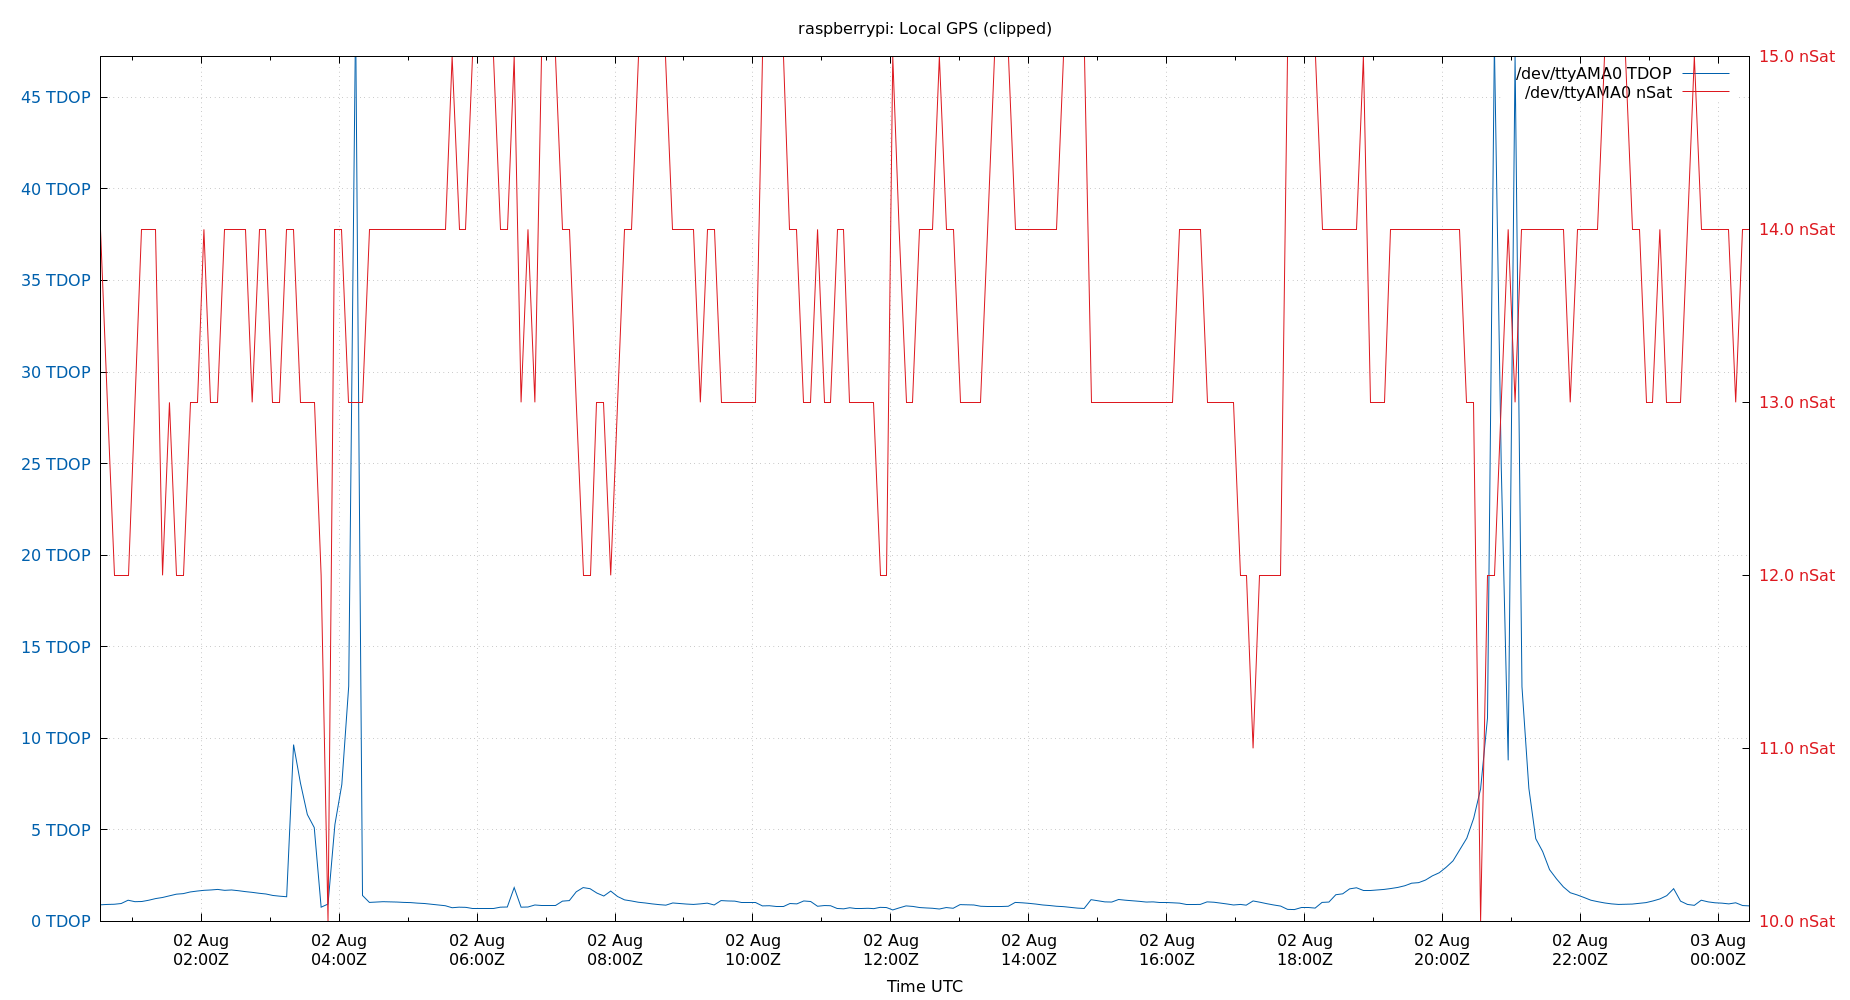 raspberrypi: Local GPS (clipped)
/dev/ttyAMA0 TDOP
/dev/ttyAMA0 nSat
45 TDOP
40 TDOP
35 TDOP
30 TDOP
25 TDOP
20 TDOP
15 TDOP
10 TDOP
5 TDOP
0 TDOP
15.0 nSat
14.0 nSat
13.0 nSat
12.0 nSat
11.0 nSat
10.0 nSat
02 Aug
02:00Z
02 Aug
04:00Z
02 Aug
06:00Z
02 Aug
08:00Z
02 Aug
10:00Z
02 Aug
12:00Z
02 Aug
14:00Z
02 Aug
16:00Z
02 Aug
18:00Z
02 Aug
20:00Z
02 Aug
22:00Z
03 Aug
00:00Z
Time UTC